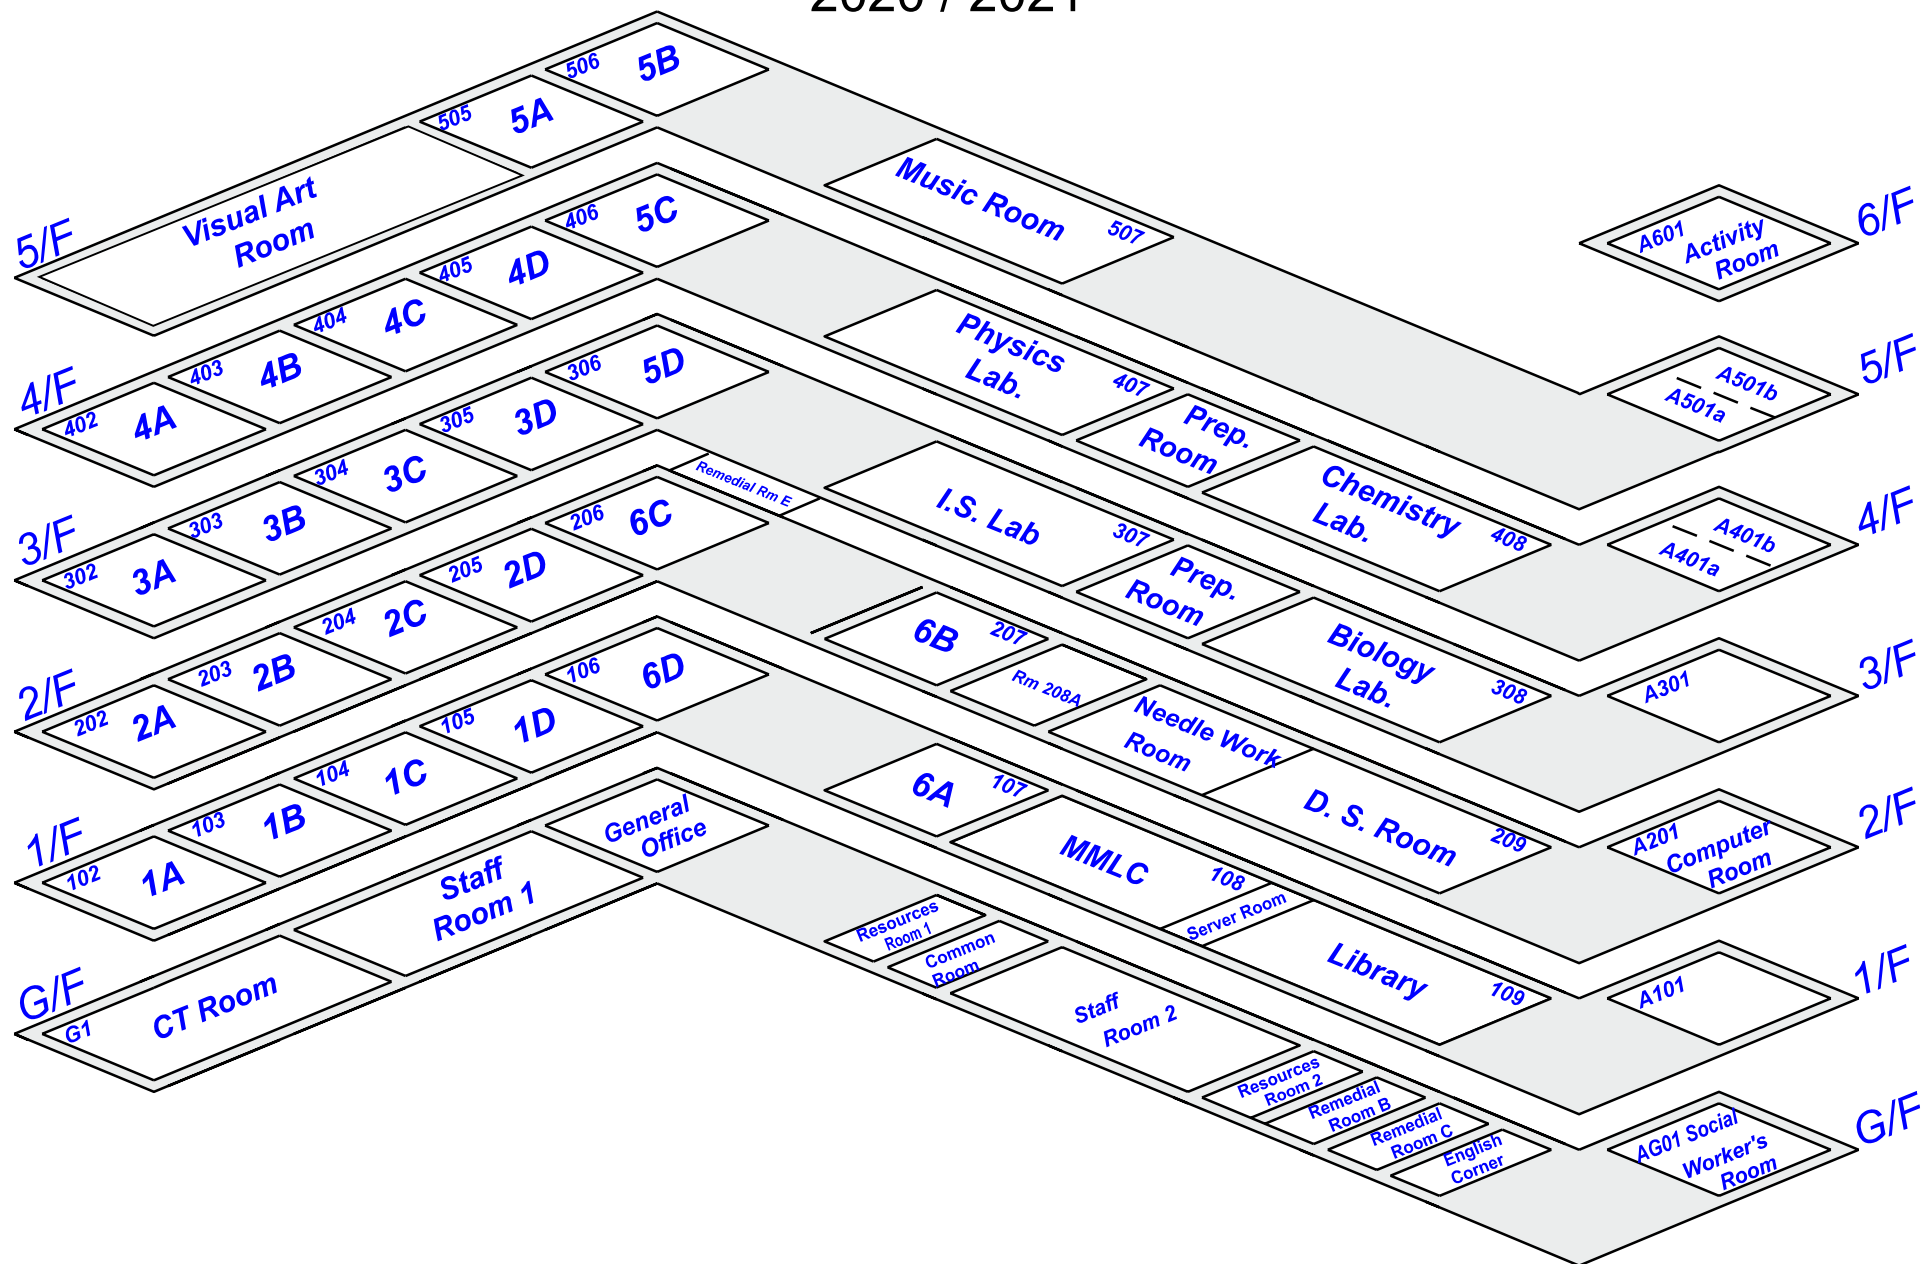 2020 / 2021
5/F
Visual Art
Room
505
5A
506
5B
Music Room
507
6/F
A601
Activity
Room
5/F
A501b
A501a
4/F
402
4A
403
4B
404
4C
405
4D
406
5C
Physics
Lab.
407
Prep.
Room
Chemistry
Lab.
408
4/F
A401b
A401a
3/F
302
3A
303
3B
304
3C
305
3D
306
5D
Remedial Rm E
I.S. Lab
307
Prep.
Room
Biology
Lab.
308
3/F
A301
2/F
202
2A
203
2B
204
2C
205
2D
206
6C
6B
207
Rm 208A
Needle Work
Room
D. S. Room
209
2/F
A201
Computer
Room
1/F
102
1A
103
1B
104
1C
105
1D
106
6D
6A
107
MMLC
108
Server Room
Library
109
1/F
A101
G/F
G1
CT Room
Staff
Room 1
General
Office
Resources
Room 1
Common
Room
Staff
Room 2
Resources
Room 2
Remedial
Room B
Remedial
Room C
English
Corner
G/F
AG01 Social
Worker's
Room